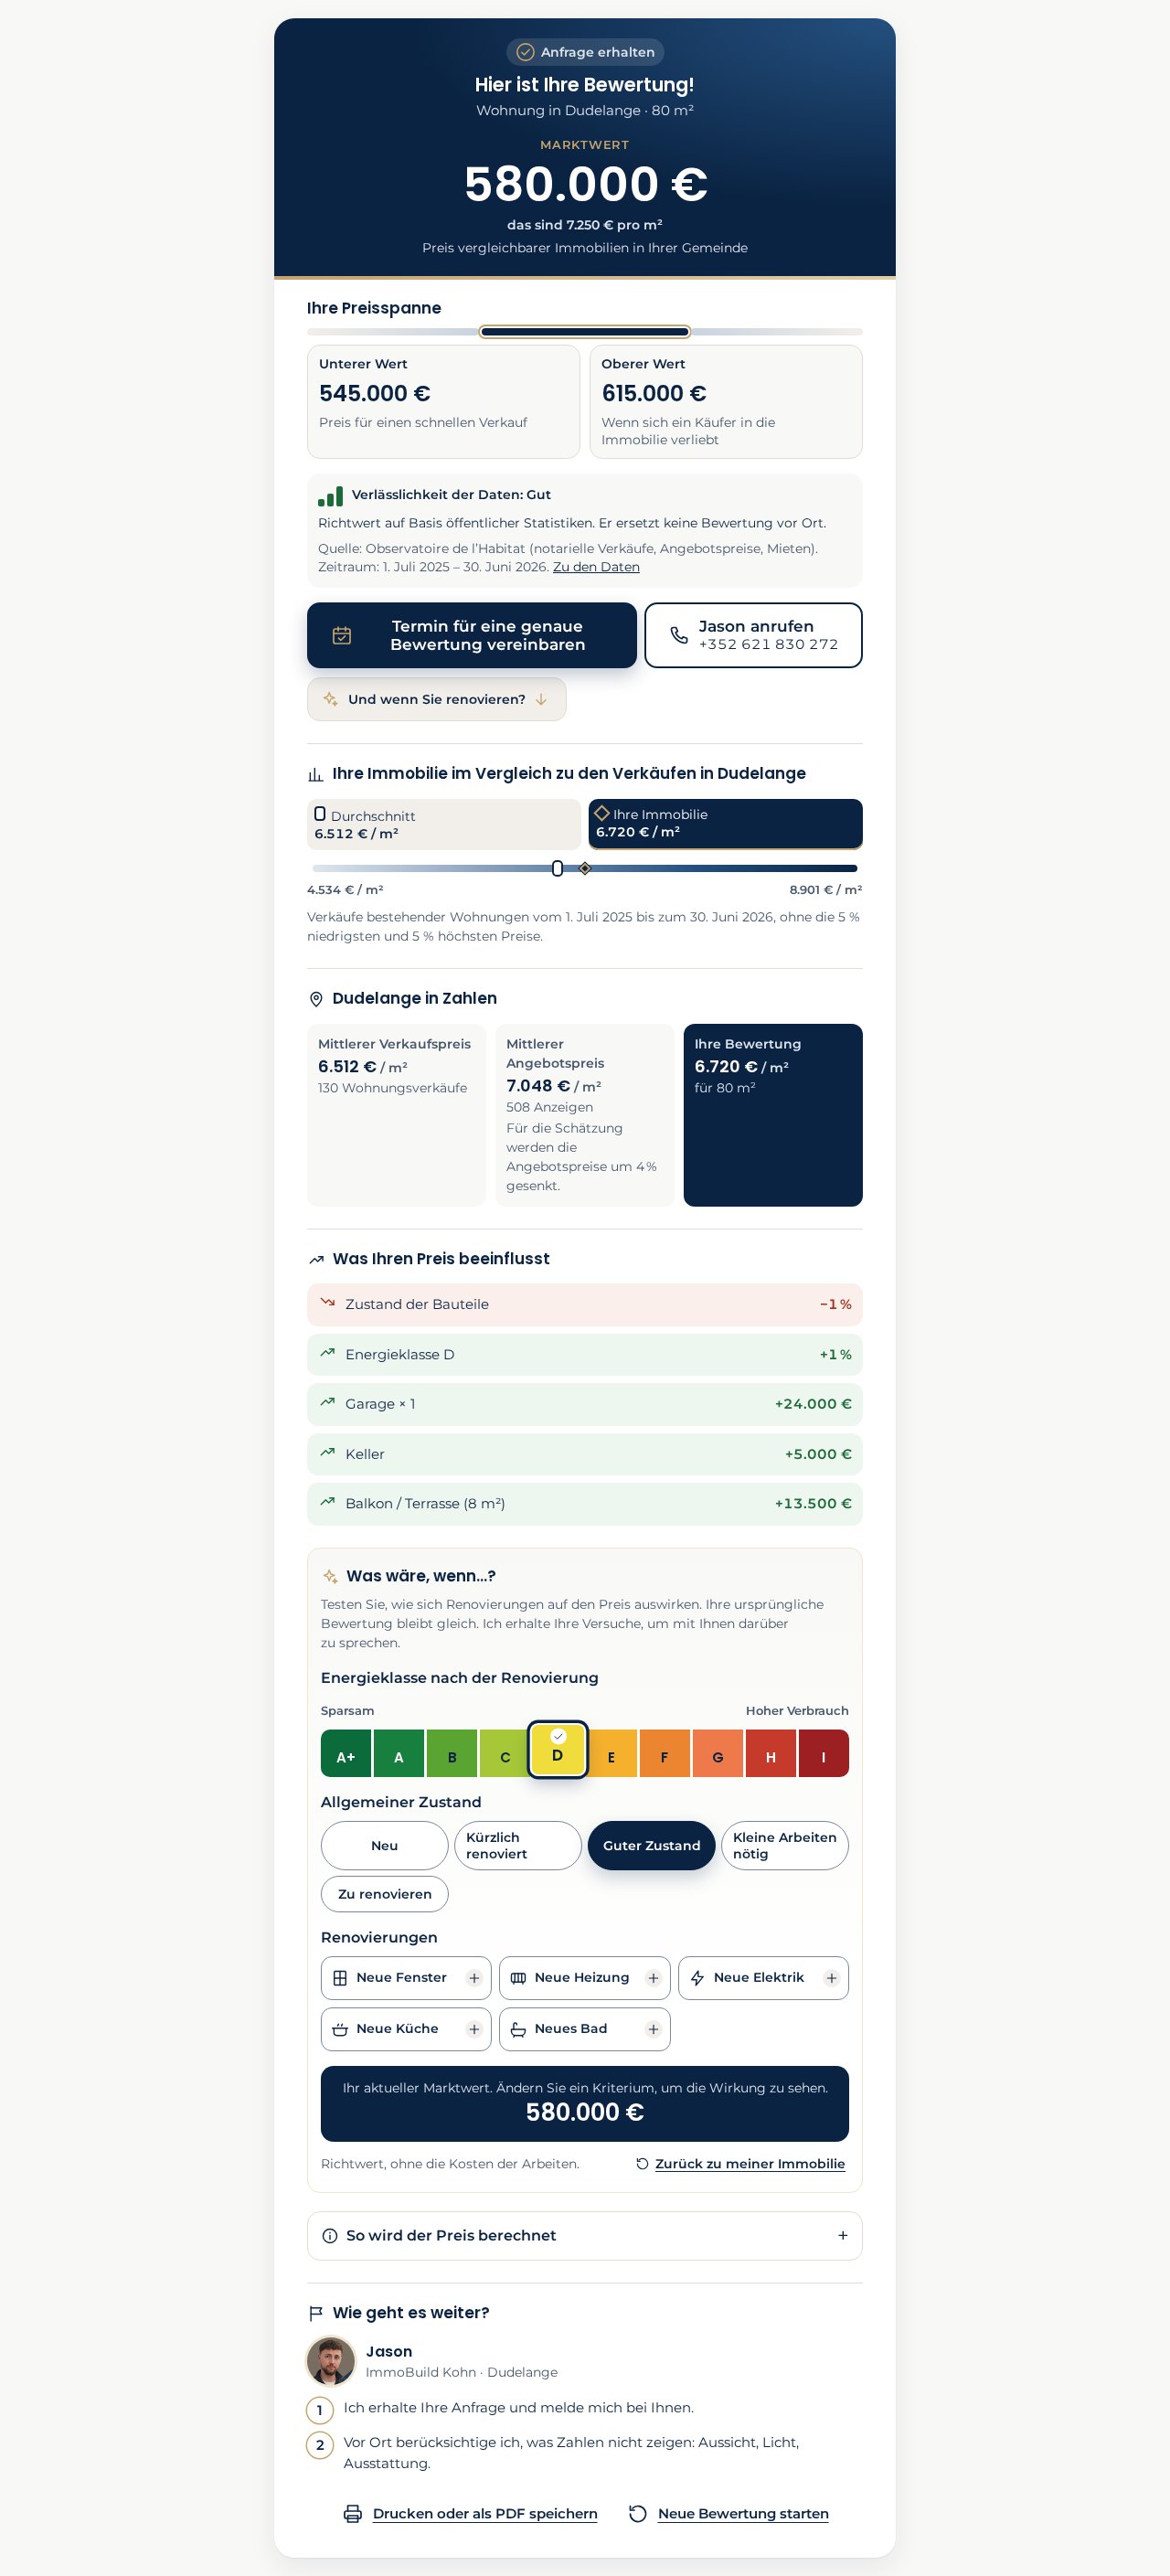 Anfrage erhalten
Hier ist Ihre Bewertung!
Wohnung in Dudelange · 80 m²
MARKTWERT
580.000 €
das sind 7.250 € pro m²
Preis vergleichbarer Immobilien in Ihrer Gemeinde
Ihre Preisspanne
Unterer Wert
545.000 €
Preis für einen schnellen Verkauf
Oberer Wert
615.000 €
Wenn sich ein Käufer in die
Immobilie verliebt
Verlässlichkeit der Daten: Gut
Richtwert auf Basis öffentlicher Statistiken. Er ersetzt keine Bewertung vor Ort.
Quelle: Observatoire de l’Habitat (notarielle Verkäufe, Angebotspreise, Mieten).
Zeitraum: 1. Juli 2025 – 30. Juni 2026. Zu den Daten
Termin für eine genaue
Bewertung vereinbaren
Jason anrufen
+352 621 830 272
Und wenn Sie renovieren?
Ihre Immobilie im Vergleich zu den Verkäufen in Dudelange
Durchschnitt
6.512 € / m²
Ihre Immobilie
6.720 € / m²
4.534 € / m²
8.901 € / m²
Verkäufe bestehender Wohnungen vom 1. Juli 2025 bis zum 30. Juni 2026, ohne die 5 %
niedrigsten und 5 % höchsten Preise.
Dudelange in Zahlen
Mittlerer Verkaufspreis
6.512 € / m²
130 Wohnungsverkäufe
Mittlerer
Angebotspreis
7.048 € / m²
508 Anzeigen
Für die Schätzung
werden die
Angebotspreise um 4 %
gesenkt.
Ihre Bewertung
6.720 € / m²
für 80 m²
Was Ihren Preis beeinflusst
Zustand der Bauteile
−1 %
Energieklasse D
+1 %
Garage × 1
+24.000 €
Keller
+5.000 €
Balkon / Terrasse (8 m²)
+13.500 €
Was wäre, wenn…?
Testen Sie, wie sich Renovierungen auf den Preis auswirken. Ihre ursprüngliche
Bewertung bleibt gleich. Ich erhalte Ihre Versuche, um mit Ihnen darüber
zu sprechen.
Energieklasse nach der Renovierung
Sparsam
Hoher Verbrauch
A+
A
B
C
D
E
F
G
H
I
Allgemeiner Zustand
Neu
Kürzlich
renoviert
Guter Zustand
Kleine Arbeiten
nötig
Zu renovieren
Renovierungen
Neue Fenster
Neue Heizung
Neue Elektrik
Neue Küche
Neues Bad
Ihr aktueller Marktwert. Ändern Sie ein Kriterium, um die Wirkung zu sehen.
580.000 €
Richtwert, ohne die Kosten der Arbeiten.
Zurück zu meiner Immobilie
So wird der Preis berechnet
+
Wie geht es weiter?
Jason
ImmoBuild Kohn · Dudelange
1
Ich erhalte Ihre Anfrage und melde mich bei Ihnen.
2
Vor Ort berücksichtige ich, was Zahlen nicht zeigen: Aussicht, Licht,
Ausstattung.
Drucken oder als PDF speichern
Neue Bewertung starten